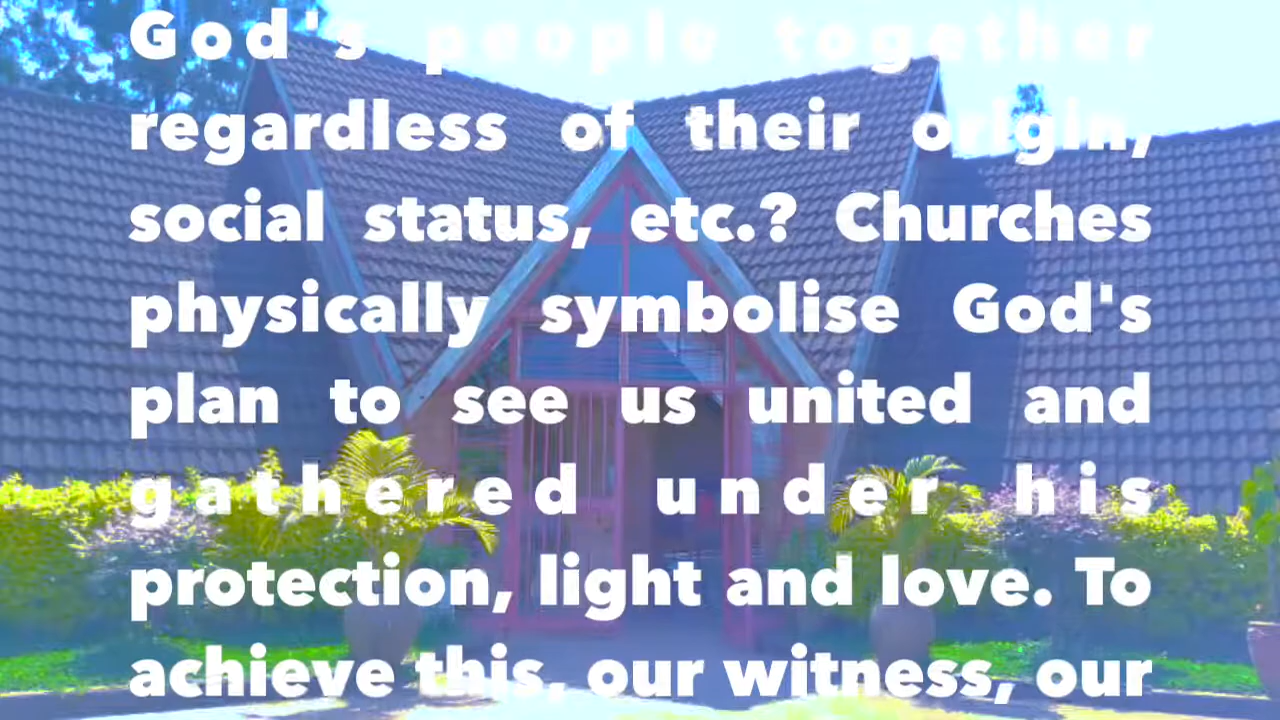 God's people together
regardless of their origin,
social status, etc.? Churches
physically symbolise God's
plan to see us united and
gathered under his
protection, light and love. To
achieve this, our witness, our